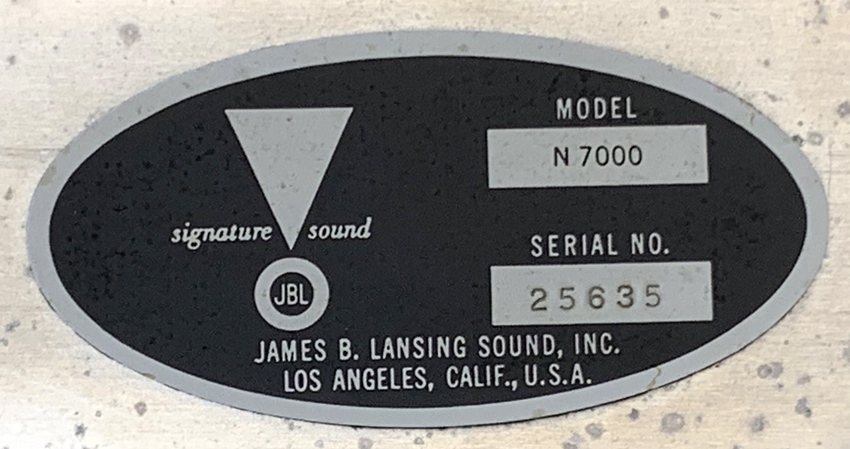 MODEL
N 7000
signature sound
SERIAL NO.
25635
JBL
JAMES B. LANSING SOUND, INC.
LOS ANGELES, CALIF., U.S.A.